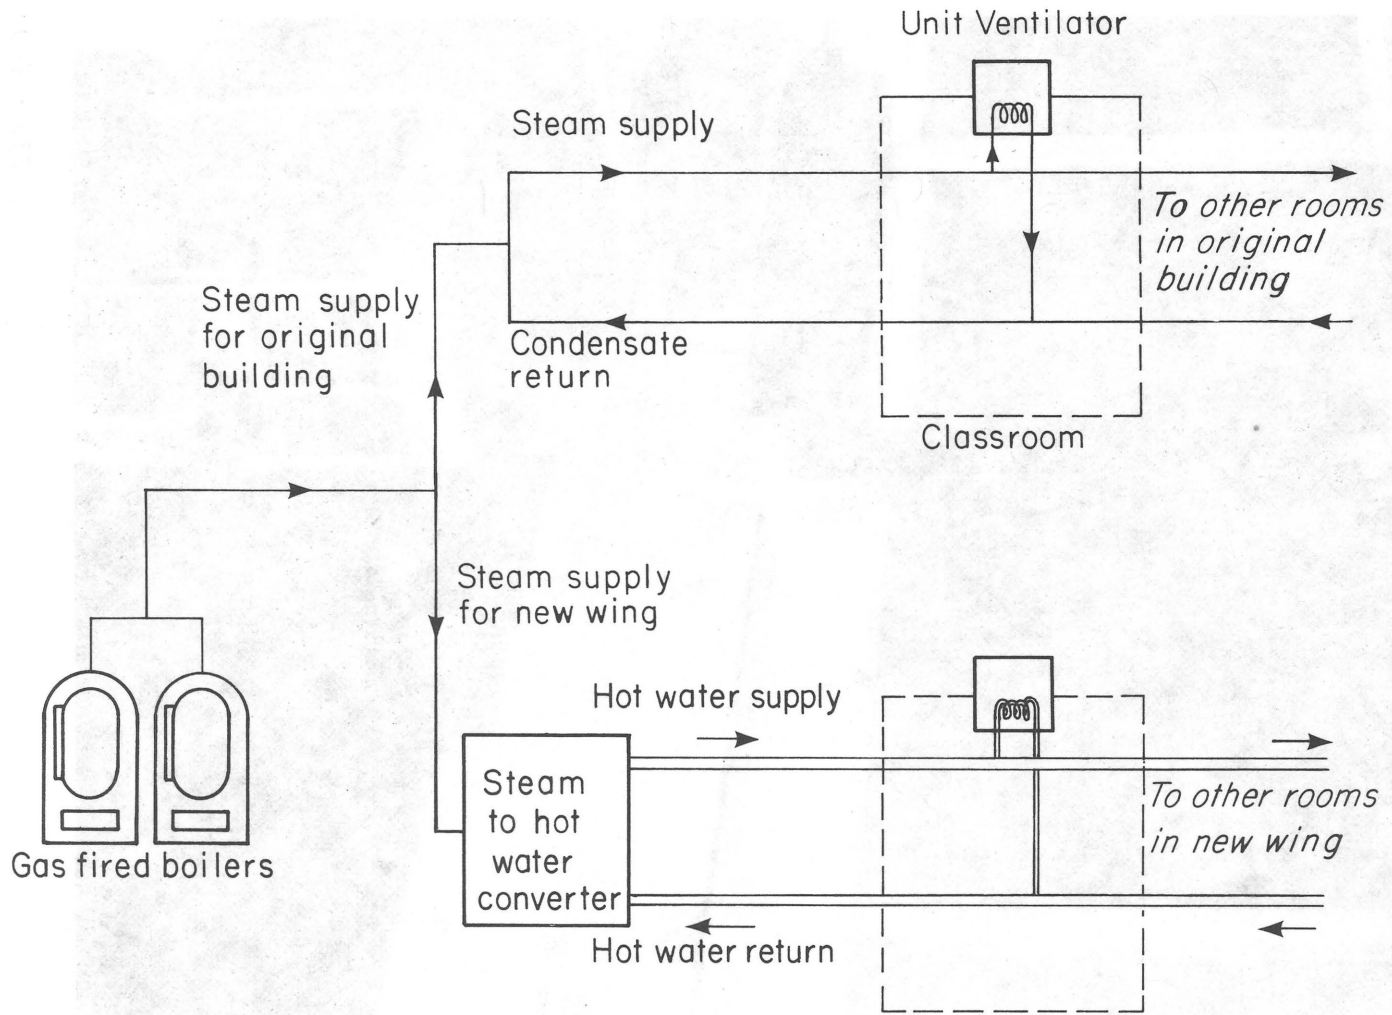 Unit Ventilator
Steam supply
To other rooms
in original
building
Steam supply
for original
building
Condensate
return
Classroom
Steam supply
for new wing
Hot water supply
Steam
to hot
water
converter
To other rooms
in new wing
Gas fired boilers
Hot water return